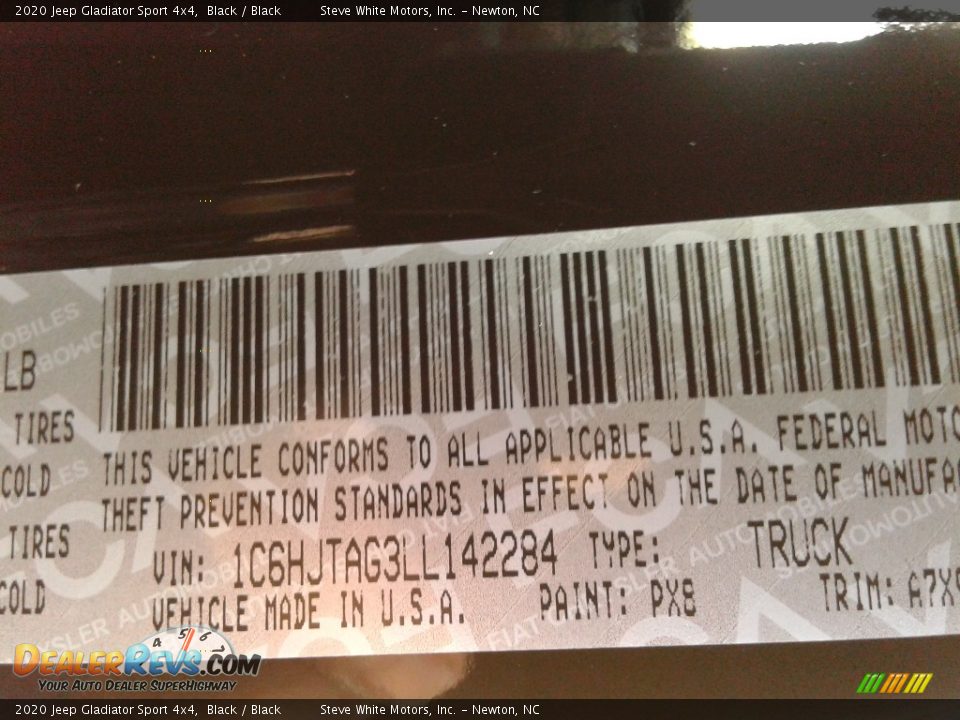 2020 Jeep Gladiator Sport 4x4, Black / Black Steve White Motors, Inc. - Newton, NC
LB
TIRES
COLD
TIRES
COLD
THIS VEHICLE CONFORMS TO ALL APPLICABLE U.S.A. FEDERAL MOTO
THEFT PREVENTION STANDARDS IN EFFECT ON THE DATE OF MANUFA
VIN: 1C6HJTAG3LL142284 TYPE: TRUCK
VEHICLE MADE IN U.S.A. PAINT: PX8 TRIM: A7X9
DEALERREVS.COM
YOUR AUTO DEALER SUPERHIGHWAY
2020 Jeep Gladiator Sport 4x4, Black / Black Steve White Motors, Inc. - Newton, NC